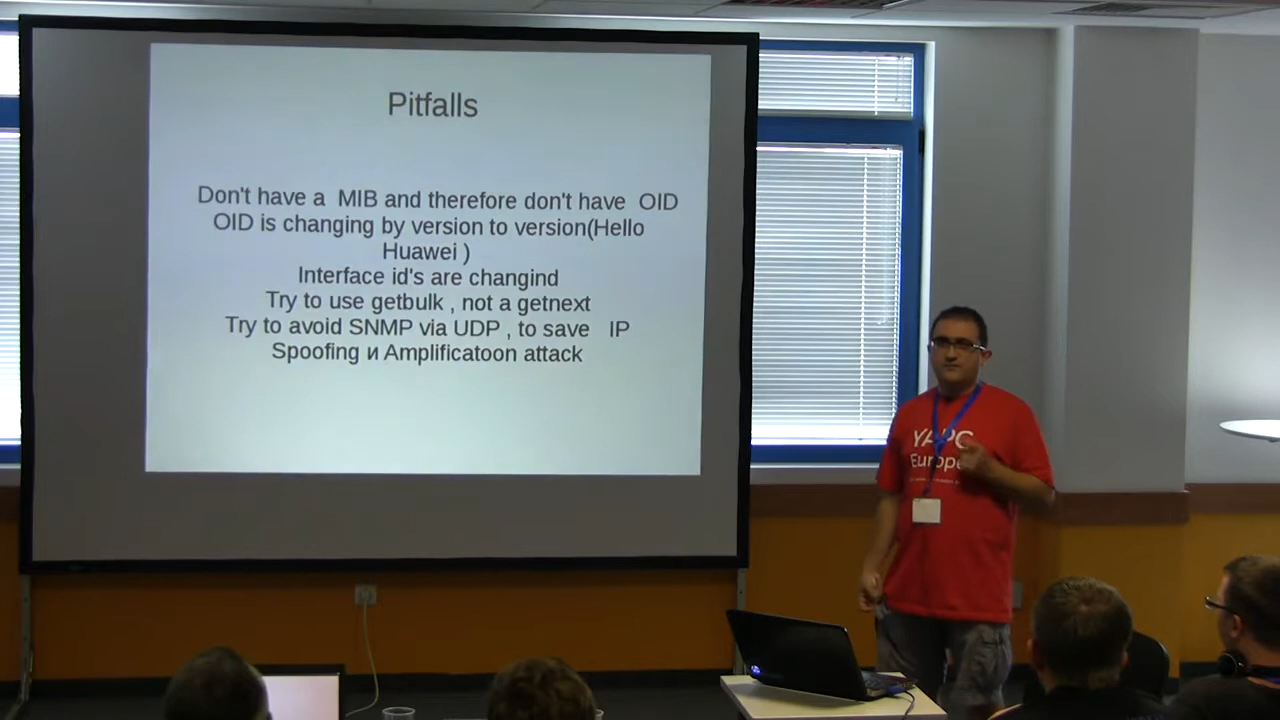 Pitfalls
Don't have a MIB and therefore don't have OID
OID is changing by version to version(Hello
Huawei )
Interface id's are changind
Try to use getbulk , not a getnext
Try to avoid SNMP via UDP , to save IP
Spoofing и Amplificatoon attack
YAPC
Europe